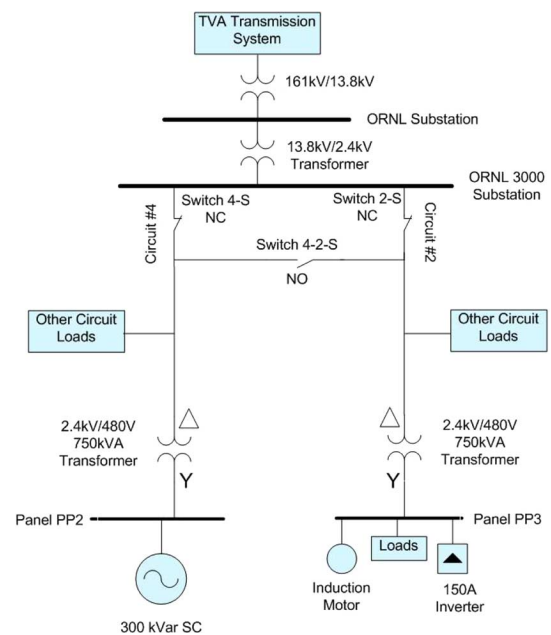 TVA Transmission
System
161kV/13.8kV
ORNL Substation
13.8kV/2.4kV
Transformer
ORNL 3000
Substation
Switch 4-S
NC
Switch 2-S
NC
Circuit #4
Circuit #2
Switch 4-2-S
NO
Other Circuit
Loads
Other Circuit
Loads
2.4kV/480V
750kVA
Transformer
Y
2.4kV/480V
750kVA
Transformer
Y
Panel PP2
Panel PP3
300 kVar SC
Induction
Motor
Loads
150A
Inverter